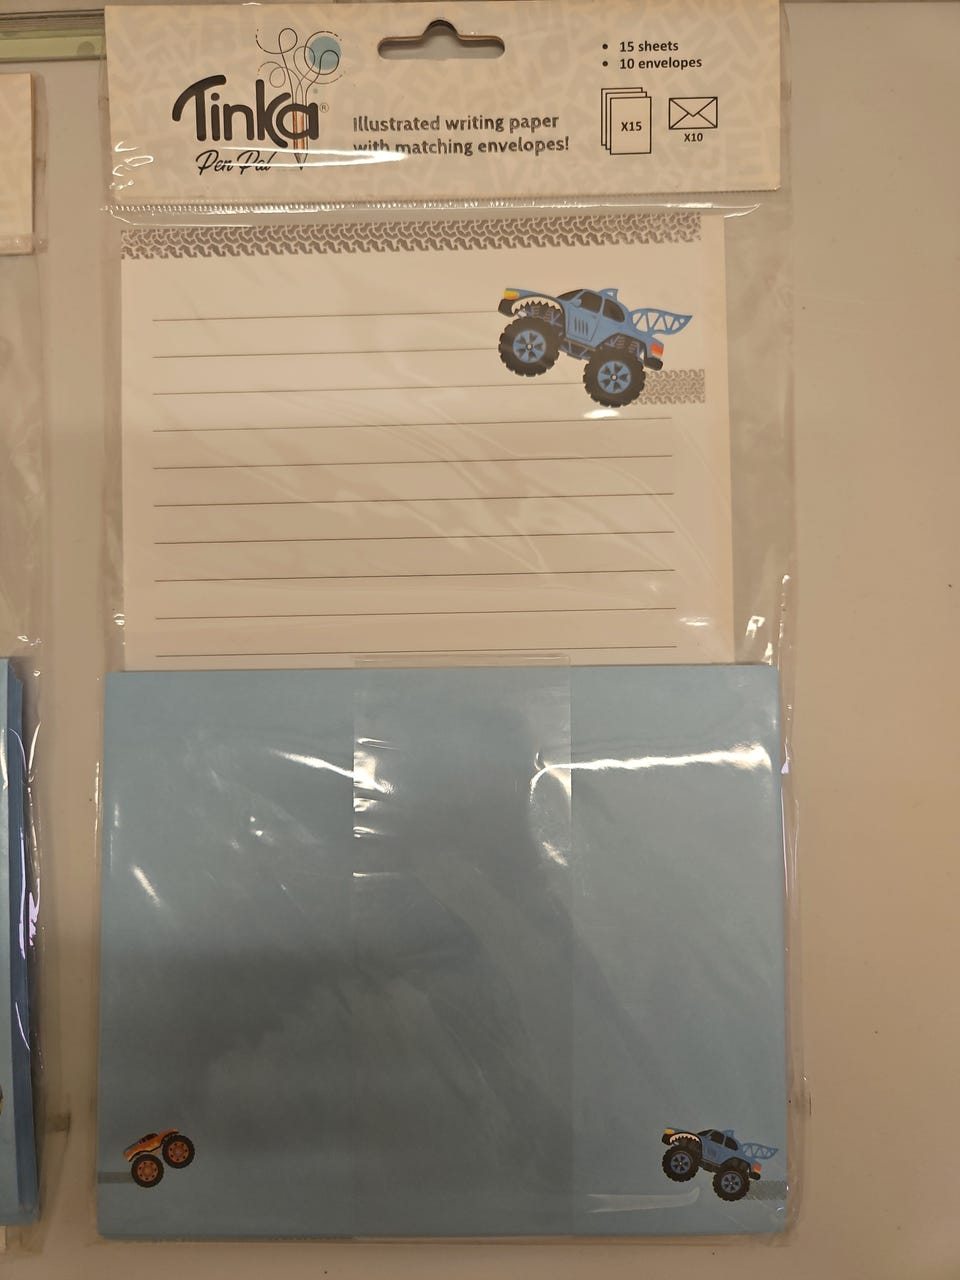 Tinka®
Pen Pal
Illustrated writing paper
with matching envelopes!
• 15 sheets
• 10 envelopes
X15
X10